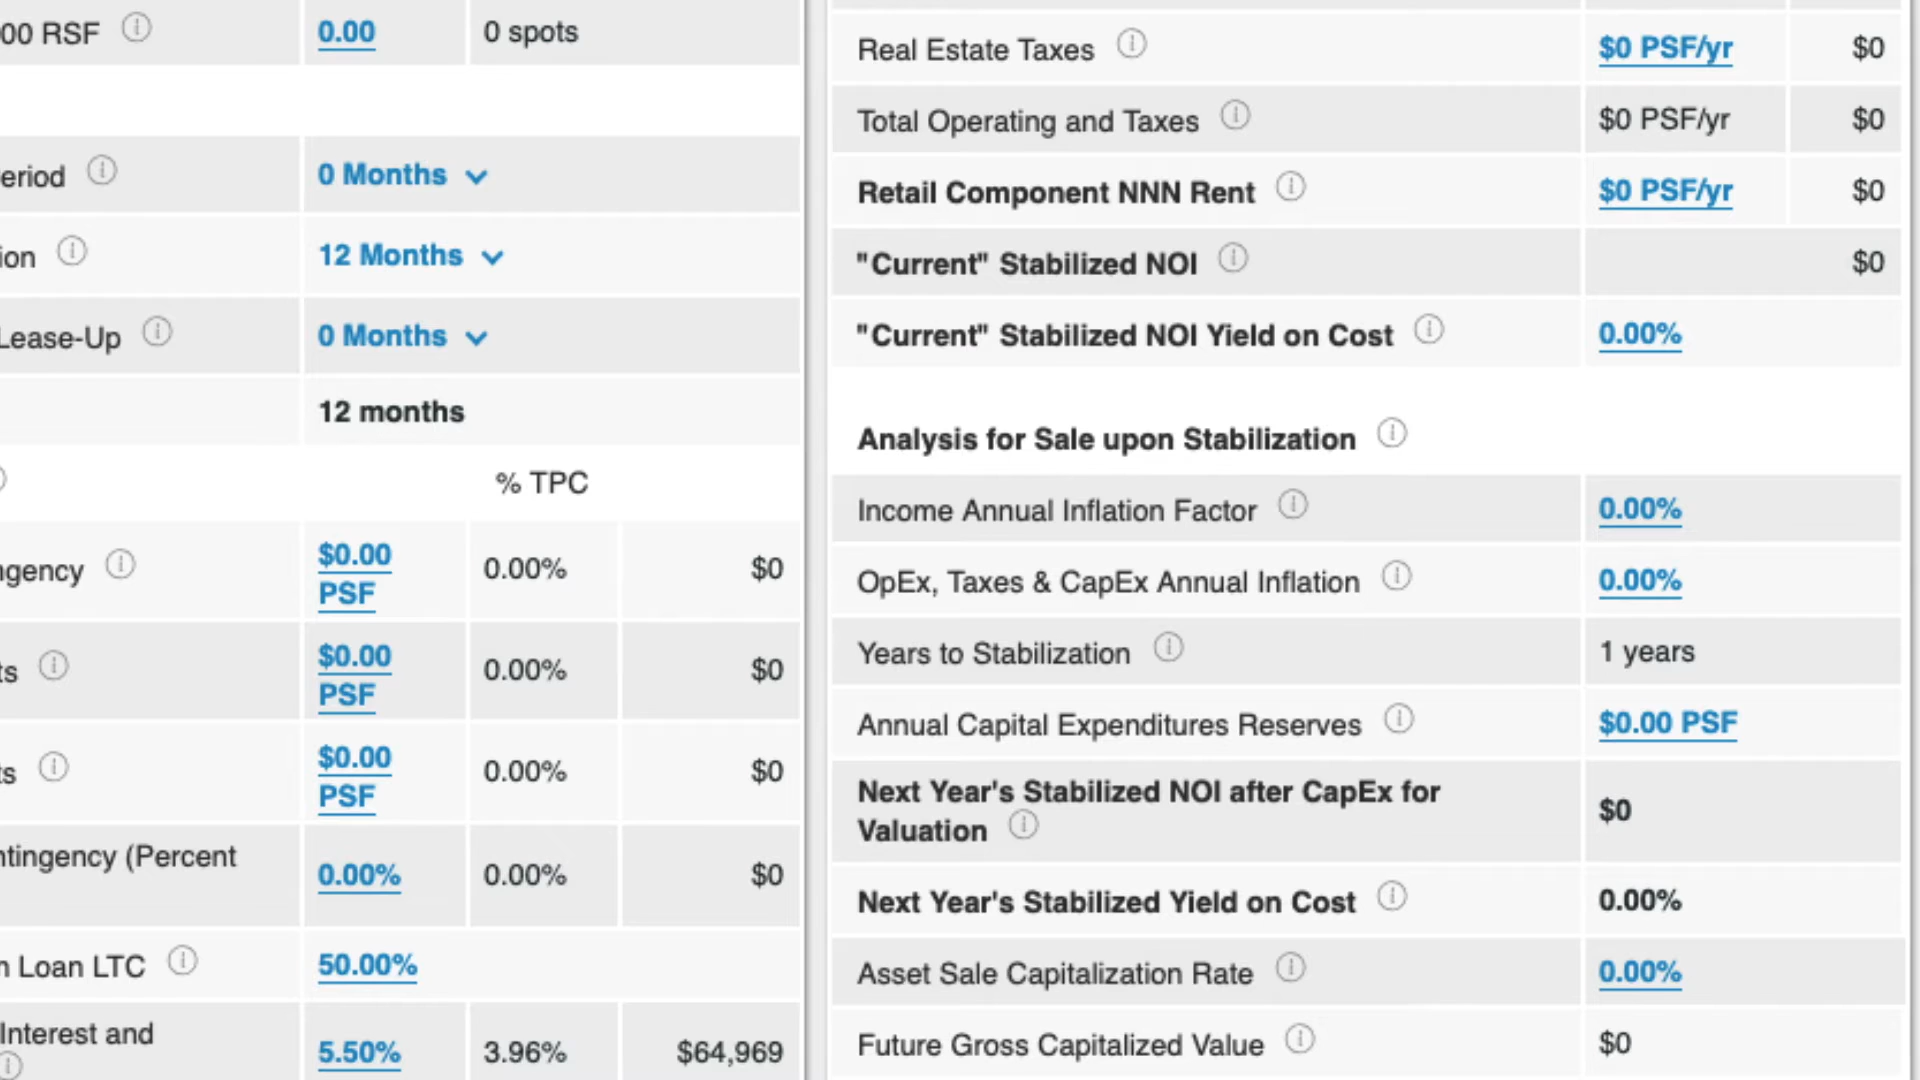 00 RSF 0.00 0 spots
eriod 0 Months
ion 12 Months
Lease-Up 0 Months
12 months
% TPC
ngency $0.00 PSF 0.00% $0
ts $0.00 PSF 0.00% $0
ts $0.00 PSF 0.00% $0
ntingency (Percent 0.00% 0.00% $0
n Loan LTC 50.00%
Interest and 5.50% 3.96% $64,969
Real Estate Taxes $0 PSF/yr $0
Total Operating and Taxes $0 PSF/yr $0
Retail Component NNN Rent $0 PSF/yr $0
"Current" Stabilized NOI $0
"Current" Stabilized NOI Yield on Cost 0.00%
Analysis for Sale upon Stabilization
Income Annual Inflation Factor 0.00%
OpEx, Taxes & CapEx Annual Inflation 0.00%
Years to Stabilization 1 years
Annual Capital Expenditures Reserves $0.00 PSF
Next Year's Stabilized NOI after CapEx for
Valuation $0
Next Year's Stabilized Yield on Cost 0.00%
Asset Sale Capitalization Rate 0.00%
Future Gross Capitalized Value $0